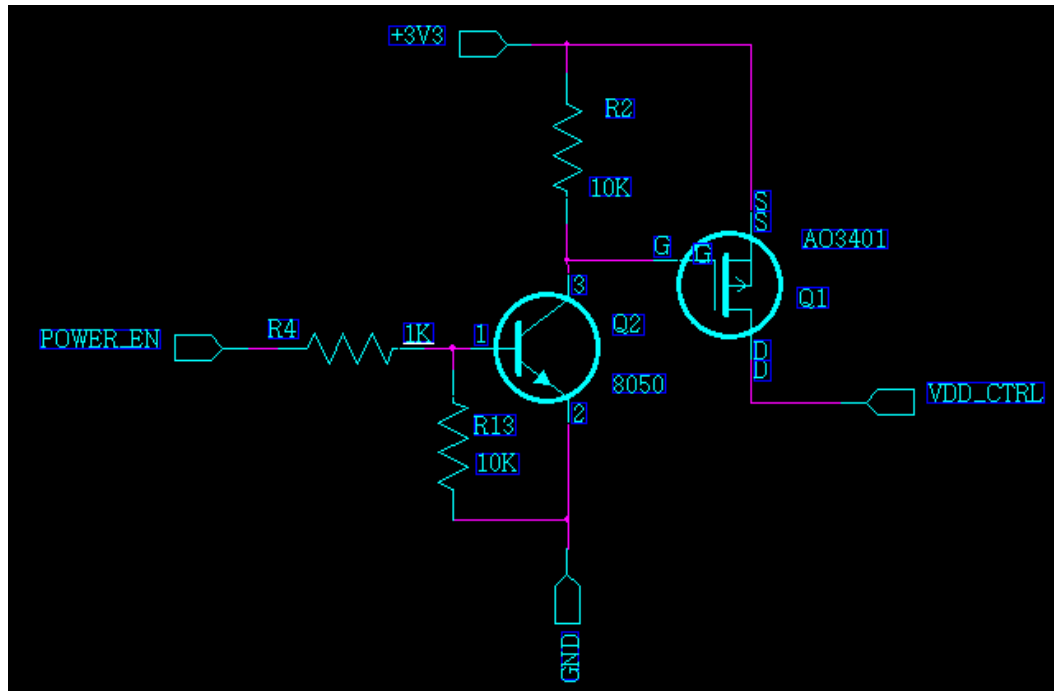 +3V3
R2
10K
S
S
G
G
AO3401
Q1
3
Q2
POWER_EN
R4
1K
1
8050
D
D
VDD_CTRL
2
R13
10K
GND